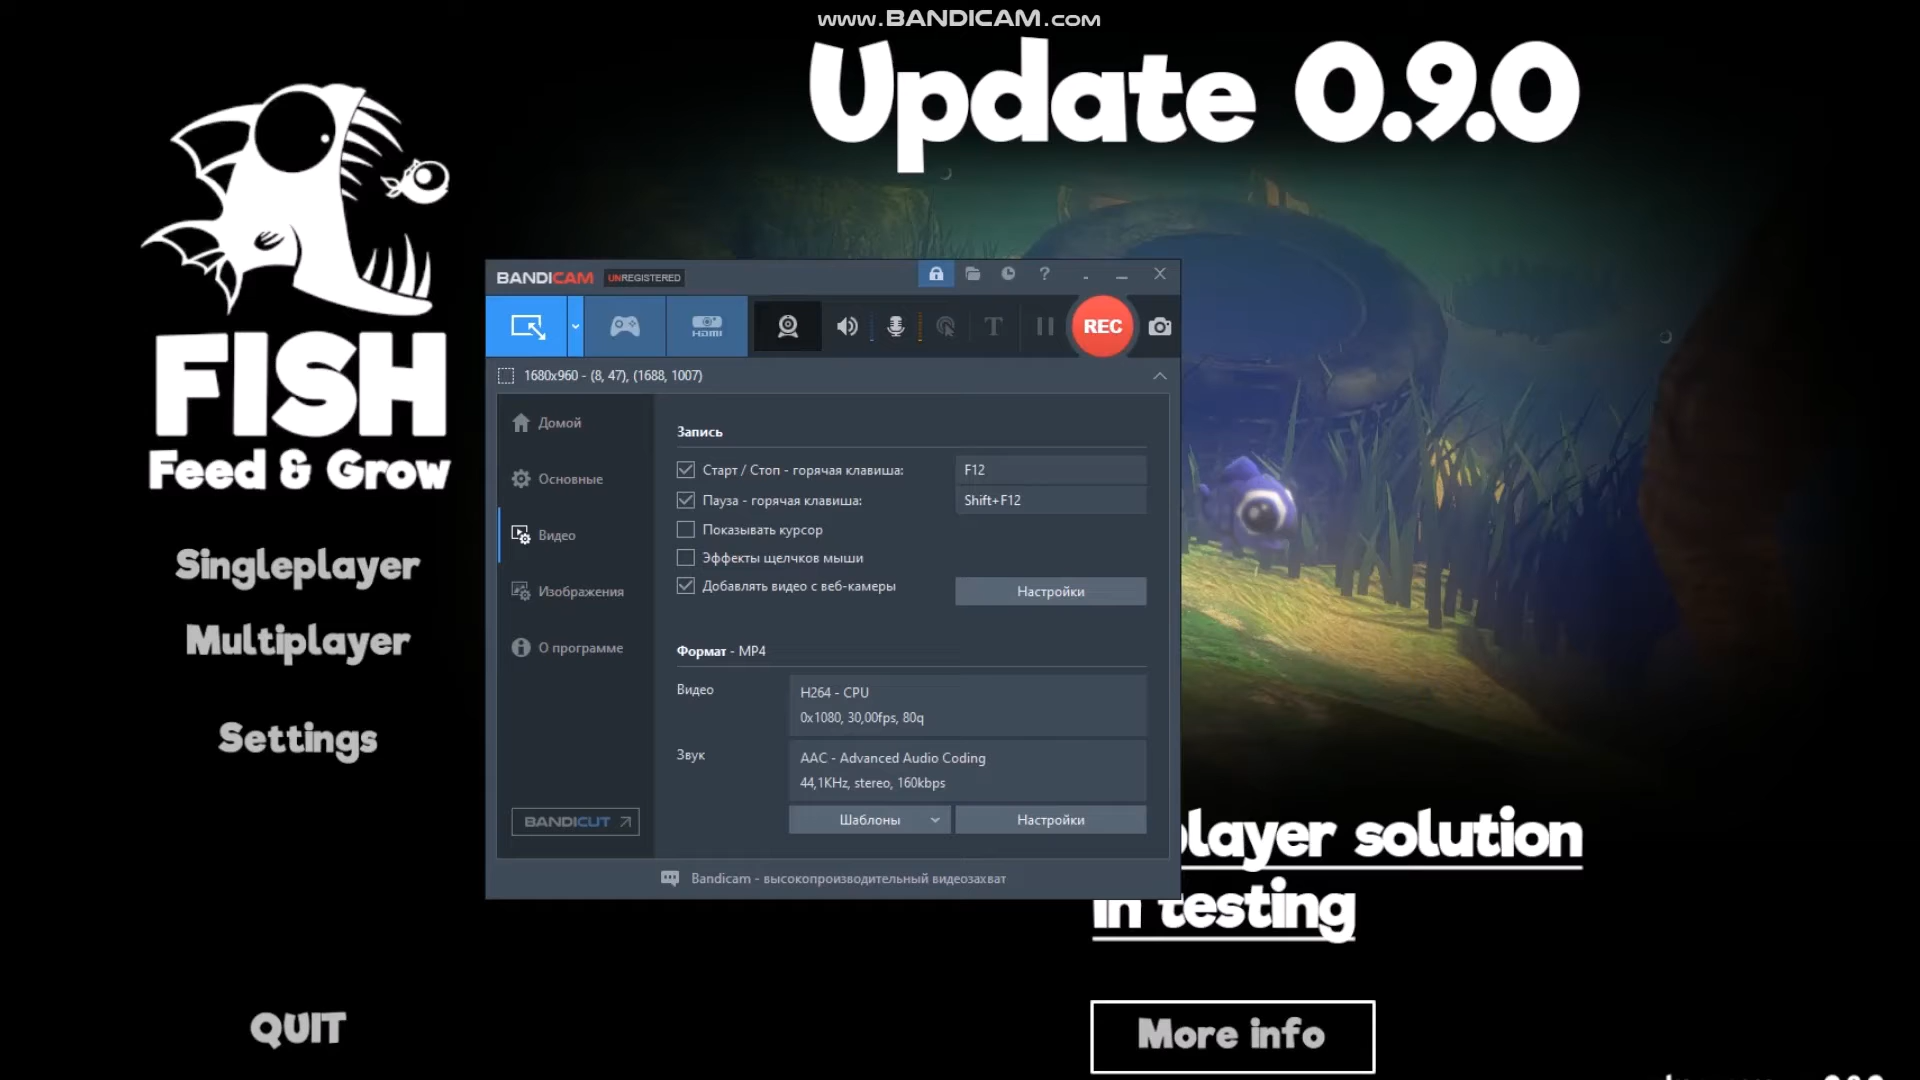 www.BANDICAM.com
Update 0.9.0
FISH
Feed & Grow
Singleplayer
Multiplayer
Settings
QUIT
BANDICAM UNREGISTERED
?
HDMI
T
REC
1680x960 - (8, 47), (1688, 1007)
Домой
Основные
Видео
Изображения
О программе
BANDICUT
Запись
Старт / Стоп - горячая клавиша: F12
Пауза - горячая клавиша: Shift+F12
Показывать курсор
Эффекты щелчков мыши
Добавлять видео с веб-камеры Настройки
Формат - MP4
Видео H264 - CPU
0x1080, 30,00fps, 80q
Звук AAC - Advanced Audio Coding
44,1KHz, stereo, 160kbps
Шаблоны Настройки
Bandicam - высокопроизводительный видеозахват
player solution
in testing
More info